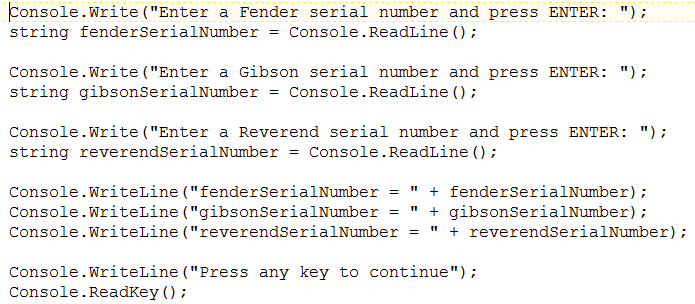 Console.Write("Enter a Fender serial number and press ENTER: ");
string fenderSerialNumber = Console.ReadLine();
Console.Write("Enter a Gibson serial number and press ENTER: ");
string gibsonSerialNumber = Console.ReadLine();
Console.Write("Enter a Reverend serial number and press ENTER: ");
string reverendSerialNumber = Console.ReadLine();
Console.WriteLine("fenderSerialNumber = " + fenderSerialNumber);
Console.WriteLine("gibsonSerialNumber = " + gibsonSerialNumber);
Console.WriteLine("reverendSerialNumber = " + reverendSerialNumber);
Console.WriteLine("Press any key to continue");
Console.ReadKey();